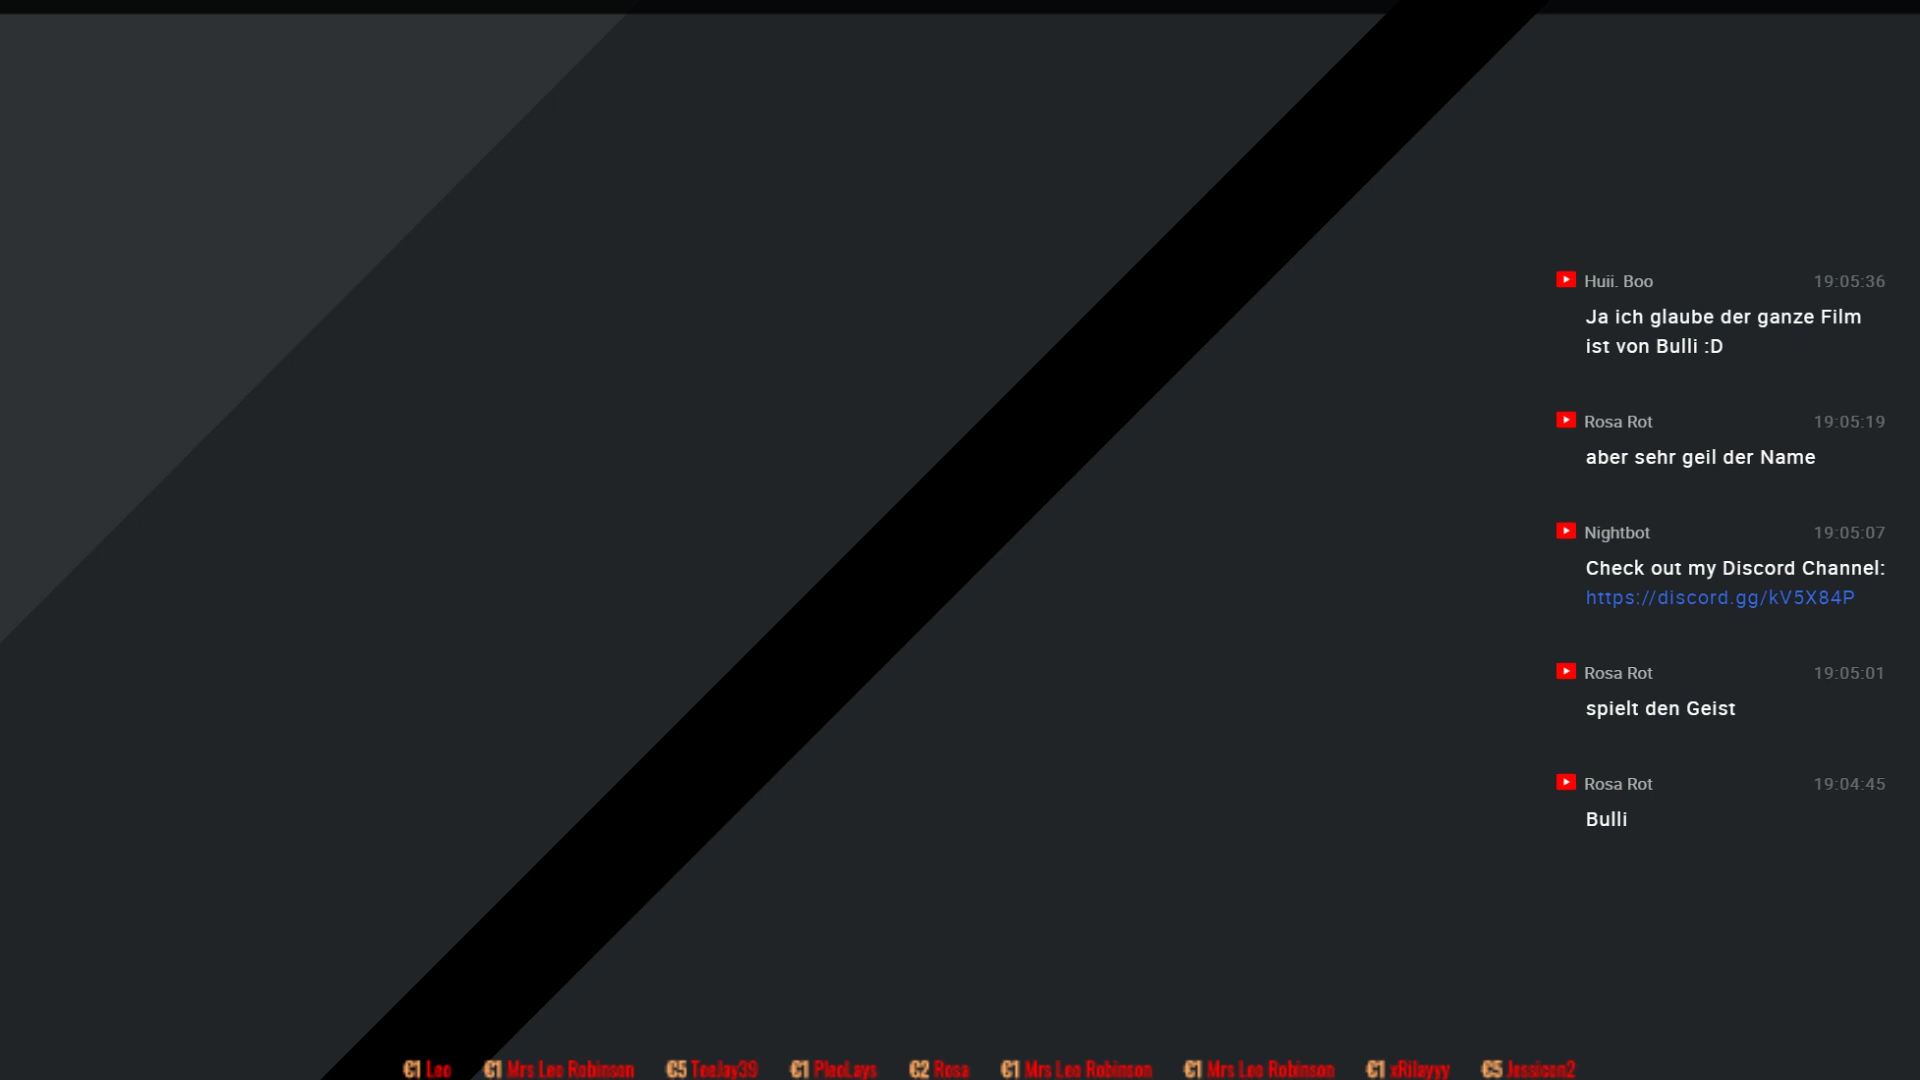 Huii. Boo 19:05:36
Ja ich glaube der ganze Film
ist von Bulli :D
Rosa Rot 19:05:19
aber sehr geil der Name
Nightbot 19:05:07
Check out my Discord Channel:
https://discord.gg/kV5X84P
Rosa Rot 19:05:01
spielt den Geist
Rosa Rot 19:04:45
Bulli
€1 Leo €1 Mrs Leo Robinson €5 TeeJay39 €1 PleoLays €2 Rosa €1 Mrs Leo Robinson €1 Mrs Leo Robinson €1 xRilayyy €5